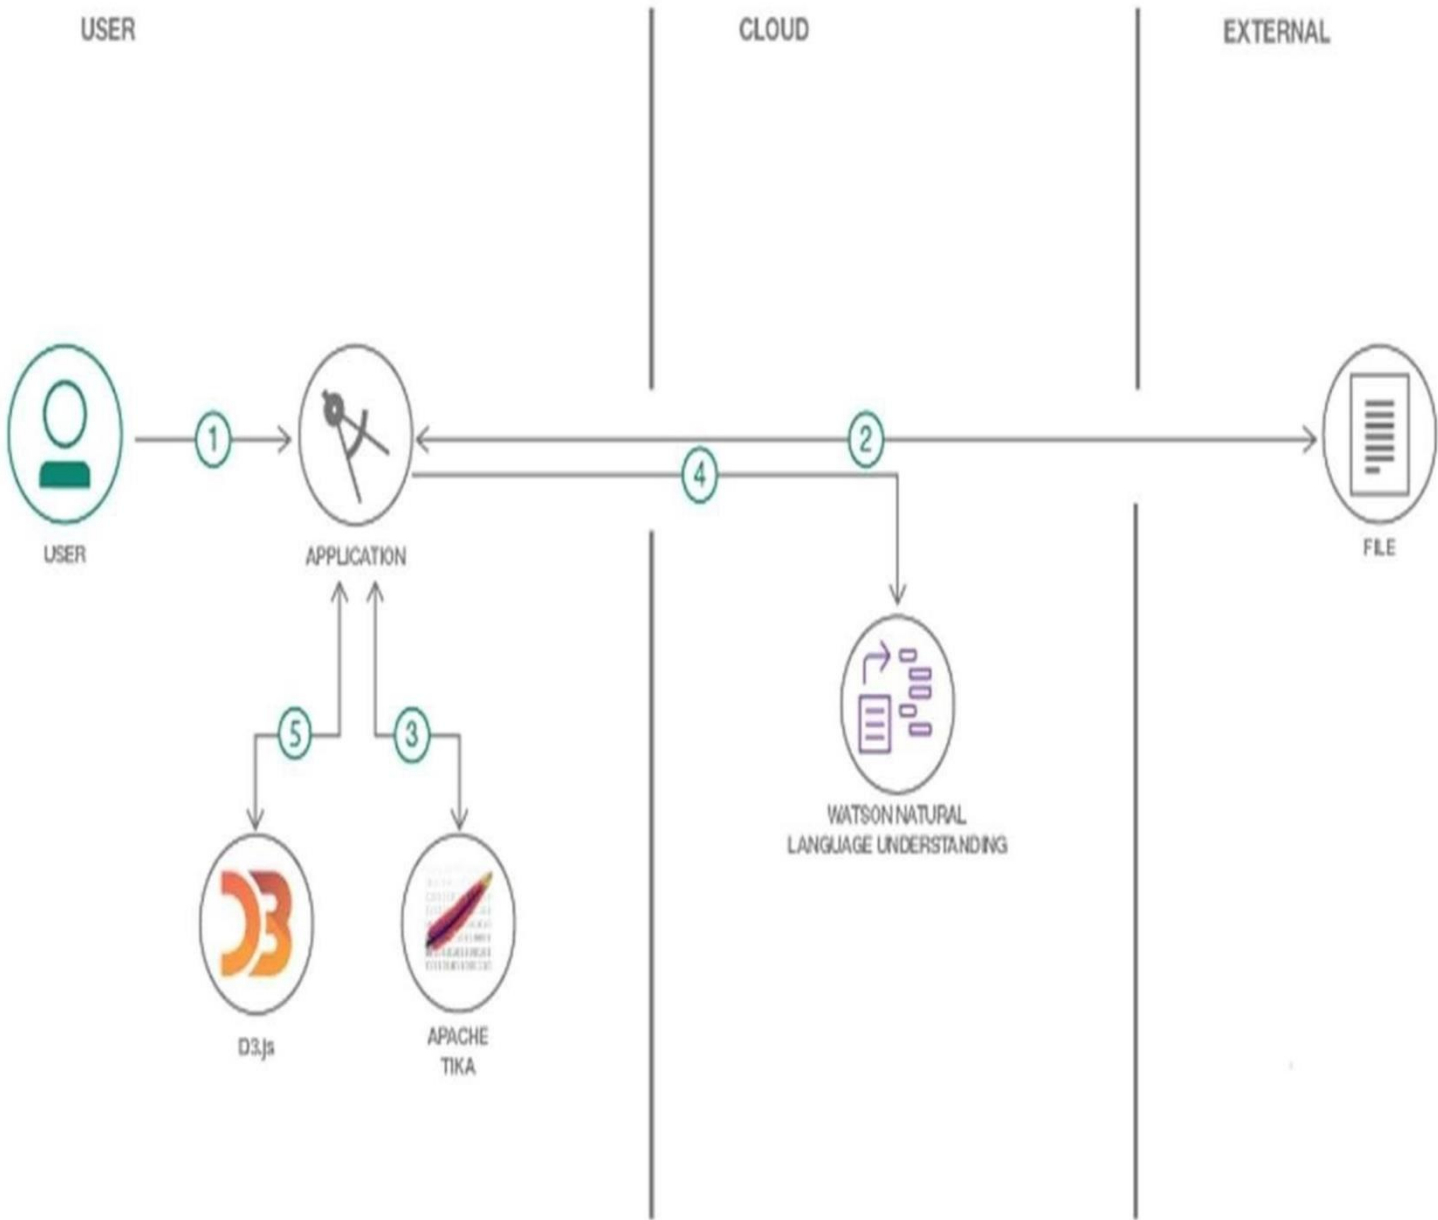 USER
CLOUD
EXTERNAL
1
2
4
USER
APPLICATION
FILE
5
3
WATSON NATURAL
LANGUAGE UNDERSTANDING
D3
D3.js
APACHE
TIKA